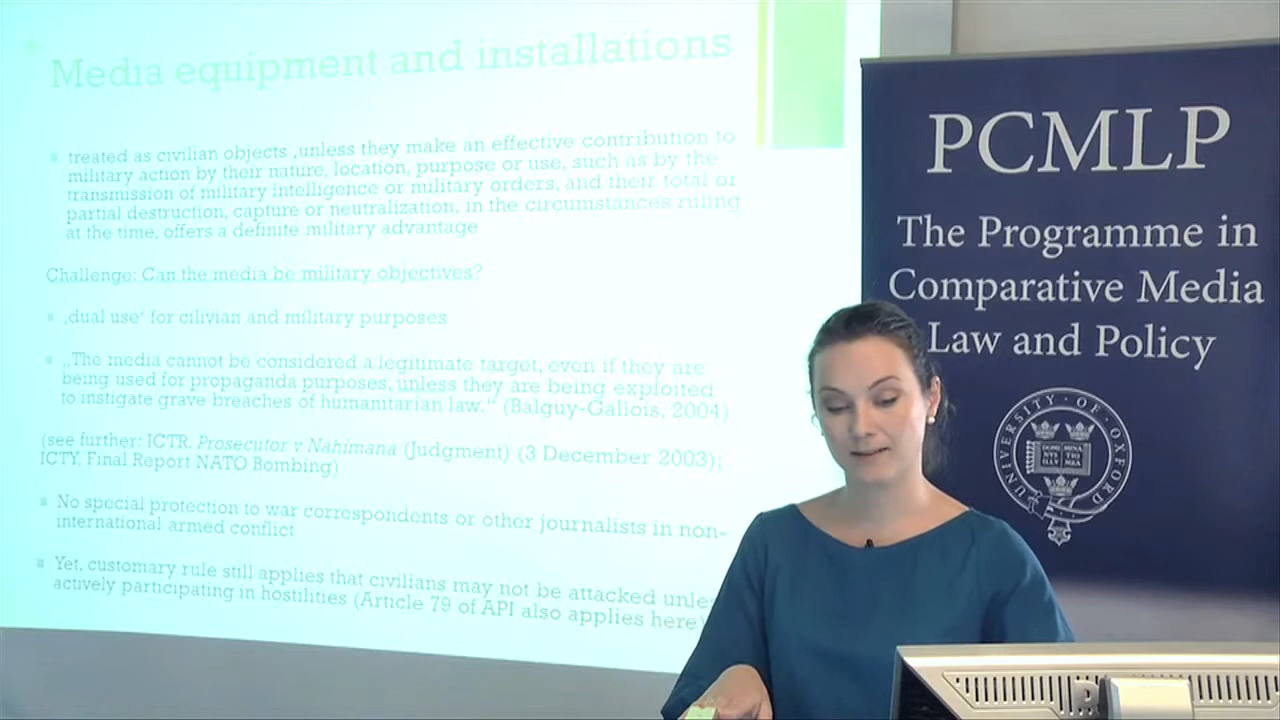 Media equipment and installations
treated as civilian objects ‚unless they make an effective contribution to
military action by their nature, location, purpose or use, such as by the
transmission of military intelligence or military orders, and their total or
partial destruction, capture or neutralization, in the circumstances ruling
at the time, offers a definite military advantage
Challenge: Can the media be military objectives?
‚dual use‘ for cilivian and military purposes
„The media cannot be considered a legitimate target, even if they are
being used for propaganda purposes, unless they are being exploited
to instigate grave breaches of humanitarian law.“ (Balguy-Gallois, 2004)
(see further: ICTR. Prosecutor v Nahimana (Judgment) (3 December 2003);
ICTY, Final Report NATO Bombing)
No special protection to war correspondents or other journalists in non-
international armed conflict
Yet, customary rule still applies that civilians may not be attacked unle
actively participating in hostilities (Article 79 of API also applies here)
PCMLP
The Programme in
Comparative Media
Law and Policy
UNIVERSITY · OF · OXFORD